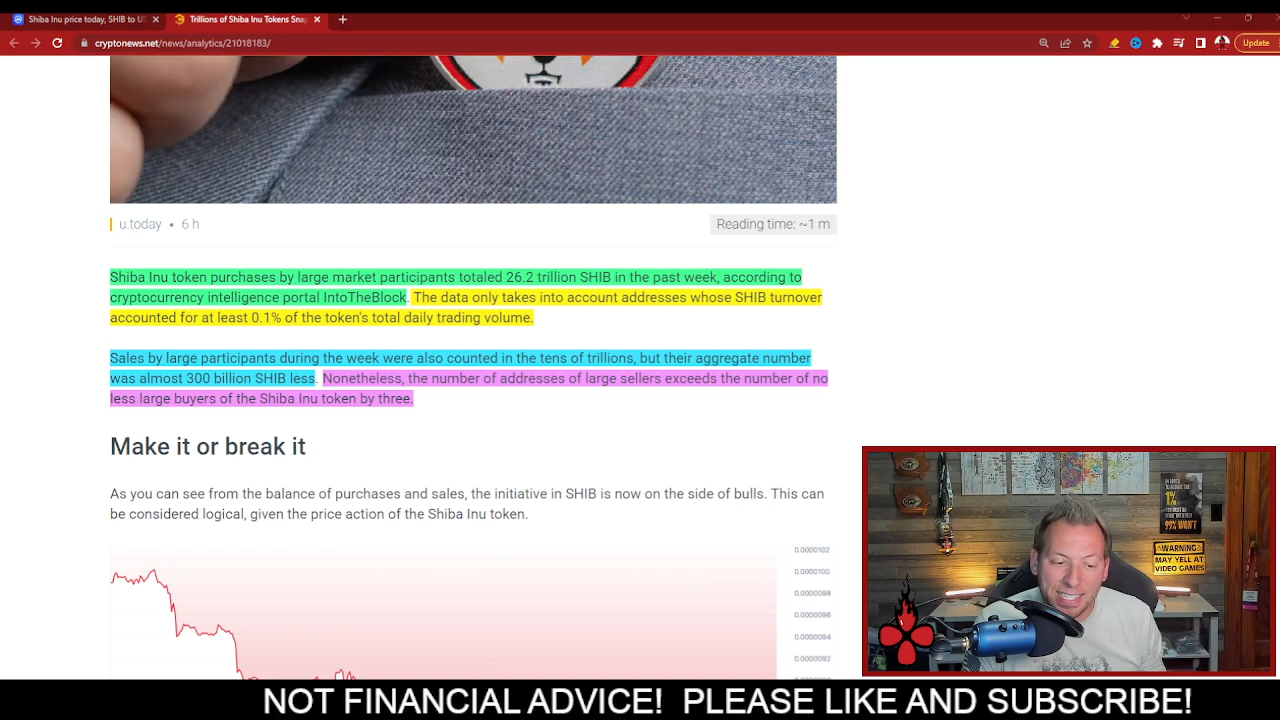 Shiba Inu price today, SHIB to U
Trillions of Shiba Inu Tokens Sna
cryptonews.net/news/analytics/21018183/
Update
u.today • 6 h
Reading time: ~1 m
Shiba Inu token purchases by large market participants totaled 26.2 trillion SHIB in the past week, according to
cryptocurrency intelligence portal IntoTheBlock. The data only takes into account addresses whose SHIB turnover
accounted for at least 0.1% of the token's total daily trading volume.
Sales by large participants during the week were also counted in the tens of trillions, but their aggregate number
was almost 300 billion SHIB less. Nonetheless, the number of addresses of large sellers exceeds the number of no
less large buyers of the Shiba Inu token by three.
Make it or break it
As you can see from the balance of purchases and sales, the initiative in SHIB is now on the side of bulls. This can
be considered logical, given the price action of the Shiba Inu token.
0.0000102
0.0000100
0.0000098
0.0000096
0.0000094
0.0000092
1%
99% WON'T
WARNING
MAY YELL AT
VIDEO GAMES
NOT FINANCIAL ADVICE! PLEASE LIKE AND SUBSCRIBE!